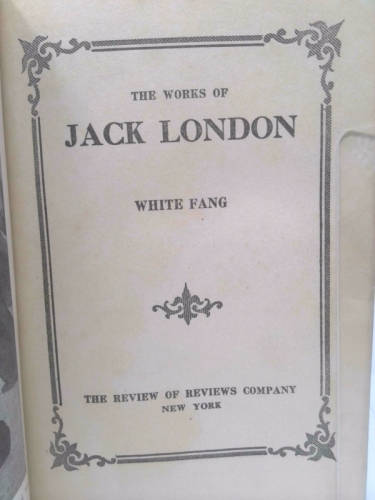 THE WORKS OF
JACK LONDON
WHITE FANG
THE REVIEW OF REVIEWS COMPANY
NEW YORK